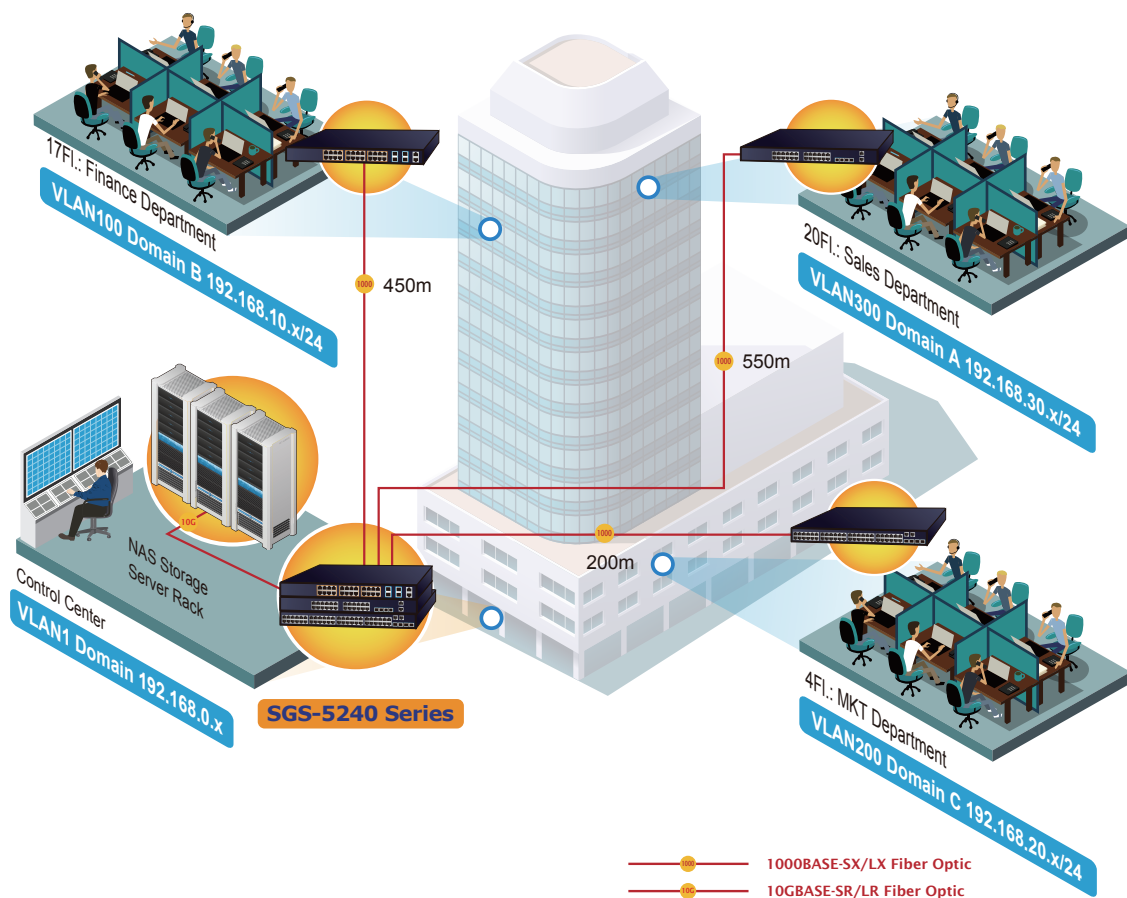 17Fl.: Finance Department
VLAN100 Domain B 192.168.10.x/24
1000
450m
20Fl.: Sales Department
VLAN300 Domain A 192.168.30.x/24
1000
550m
10G
NAS Storage
Server Rack
Control Center
VLAN1 Domain 192.168.0.x
SGS-5240 Series
1000
200m
4Fl.: MKT Department
VLAN200 Domain C 192.168.20.x/24
1000
1000BASE-SX/LX Fiber Optic
10G
10GBASE-SR/LR Fiber Optic